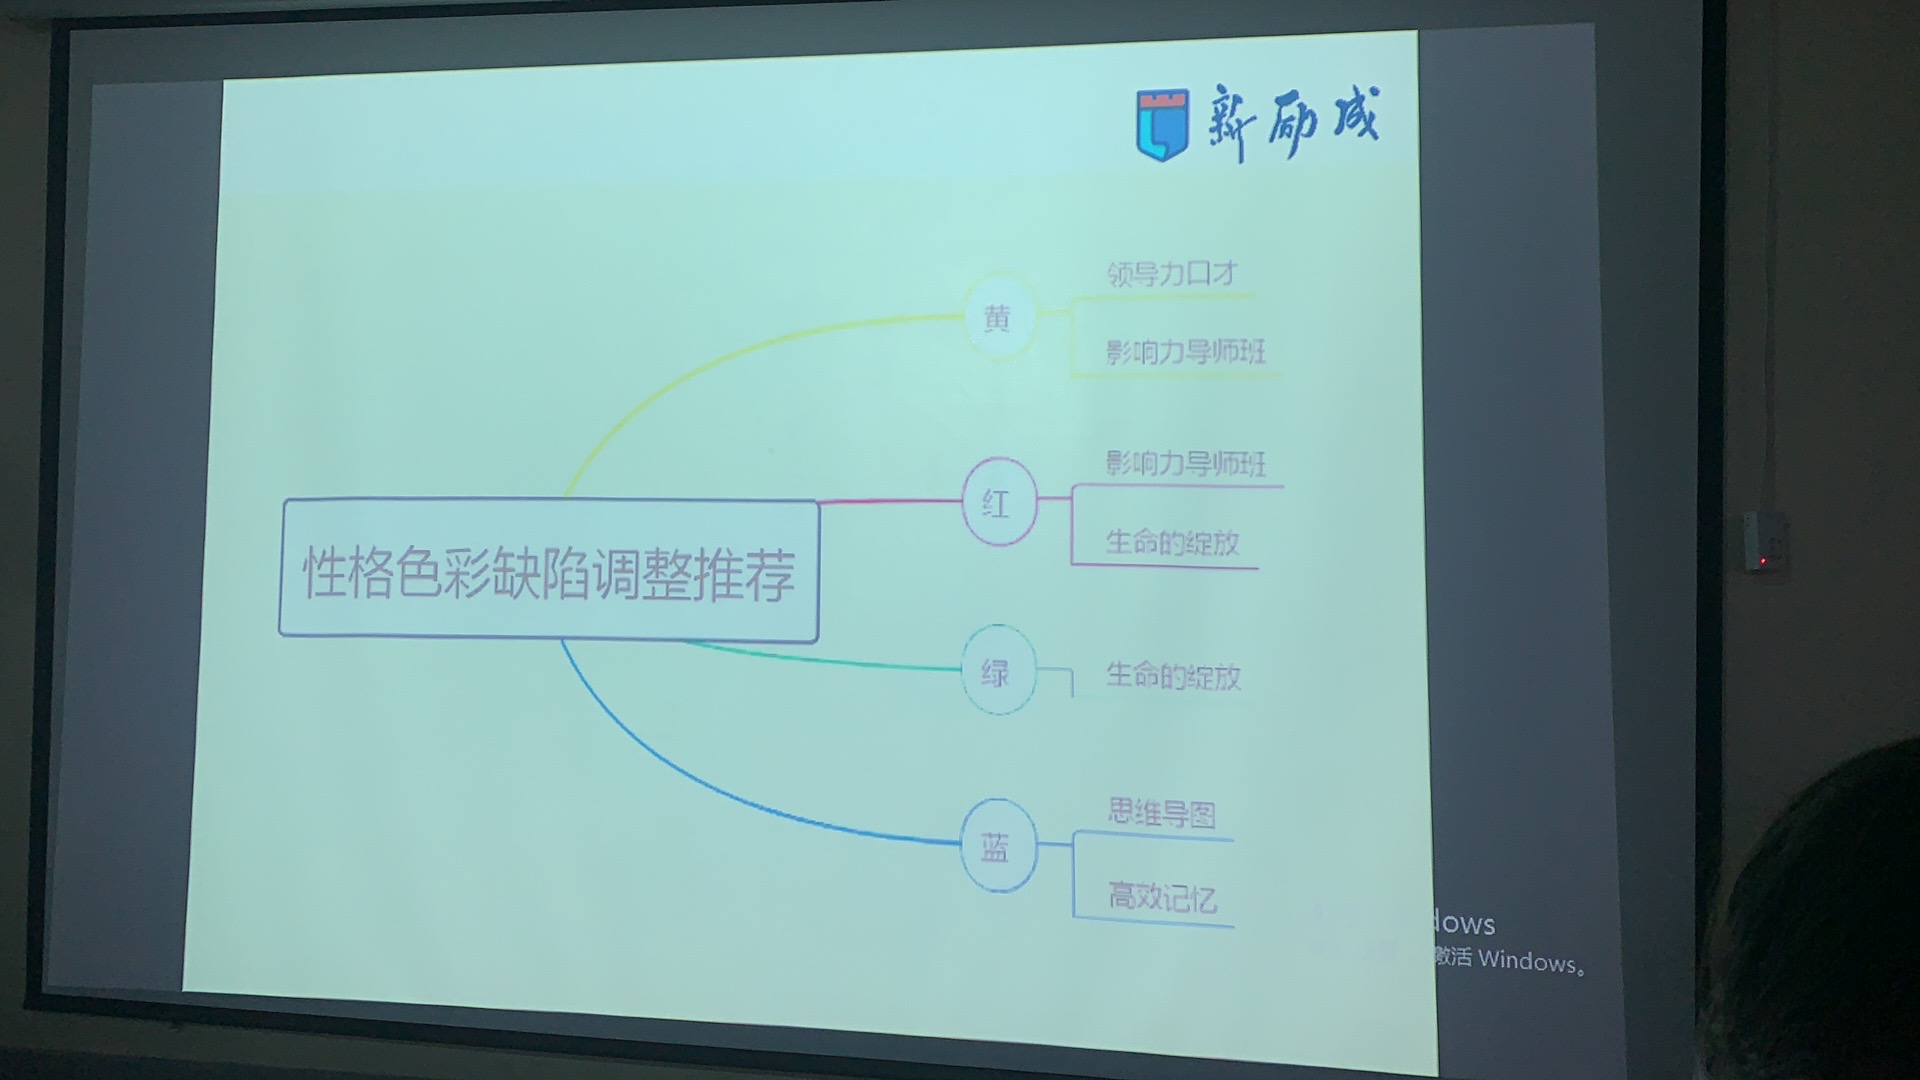 新励成
领导力口才
黄
影响力导师班
影响力导师班
红
生命的绽放
性格色彩缺陷调整推荐
绿
生命的绽放
思维导图
蓝
高效记忆
dows
激活 Windows。